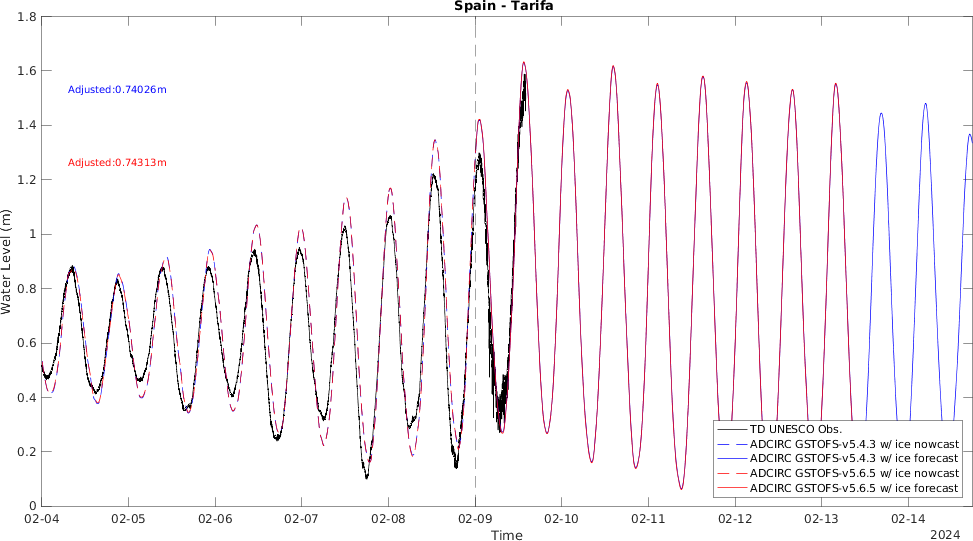 Spain - Tarifa
1.8
1.6
1.4
1.2
1
0.8
0.6
0.4
0.2
0
Water Level (m)
Adjusted:0.74026m
Adjusted:0.74313m
TD UNESCO Obs.
ADCIRC GSTOFS-v5.4.3 w/ ice nowcast
ADCIRC GSTOFS-v5.4.3 w/ ice forecast
ADCIRC GSTOFS-v5.6.5 w/ ice nowcast
ADCIRC GSTOFS-v5.6.5 w/ ice forecast
02-04 02-05 02-06 02-07 02-08 02-09 02-10 02-11 02-12 02-13 02-14
Time
2024